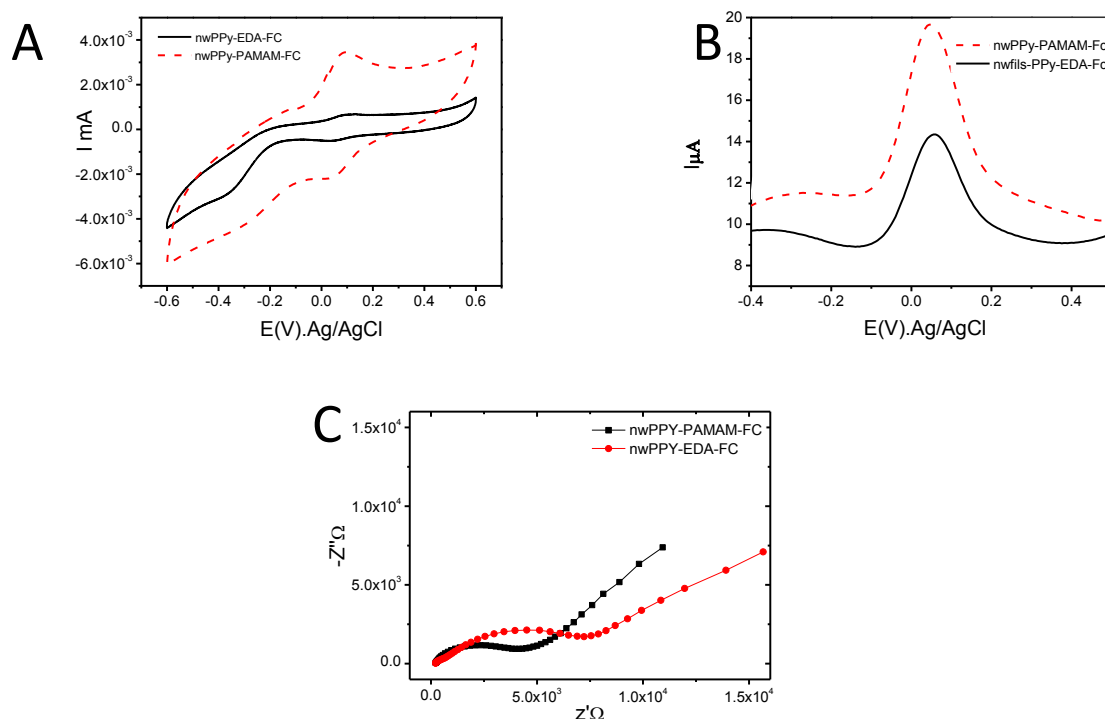 A
nwPPy-EDA-FC
nwPPy-PAMAM-FC
4.0x10⁻³
2.0x10⁻³
0.0
-2.0x10⁻³
-4.0x10⁻³
-6.0x10⁻³
I mA
-0.6 -0.4 -0.2 0.0 0.2 0.4 0.6
E(V).Ag/AgCl
B
nwPPy-PAMAM-Fc
nwfils-PPy-EDA-Fc
20
18
16
14
12
10
8
IμA
-0.4 -0.2 0.0 0.2 0.4
E(V).Ag/AgCl
C
nwPPY-PAMAM-FC
nwPPY-EDA-FC
1.5x10⁴
1.0x10⁴
5.0x10³
0.0
-Z''Ω
0.0 5.0x10³ 1.0x10⁴ 1.5x10⁴
z'Ω